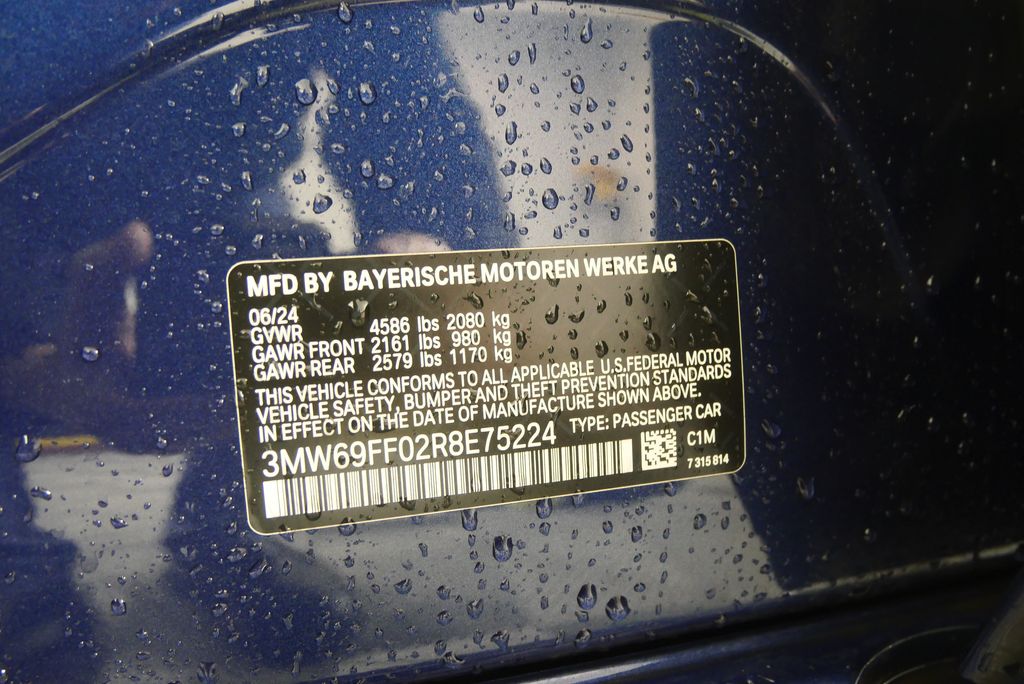 MFD BY BAYERISCHE MOTOREN WERKE AG
06/24
GVWR 4586 lbs 2080 kg
GAWR FRONT 2161 lbs 980 kg
GAWR REAR 2579 lbs 1170 kg
THIS VEHICLE CONFORMS TO ALL APPLICABLE U.S.FEDERAL MOTOR
VEHICLE SAFETY, BUMPER AND THEFT PREVENTION STANDARDS
IN EFFECT ON THE DATE OF MANUFACTURE SHOWN ABOVE.
3MW69FF02R8E75224 TYPE: PASSENGER CAR
C1M
7 315 814